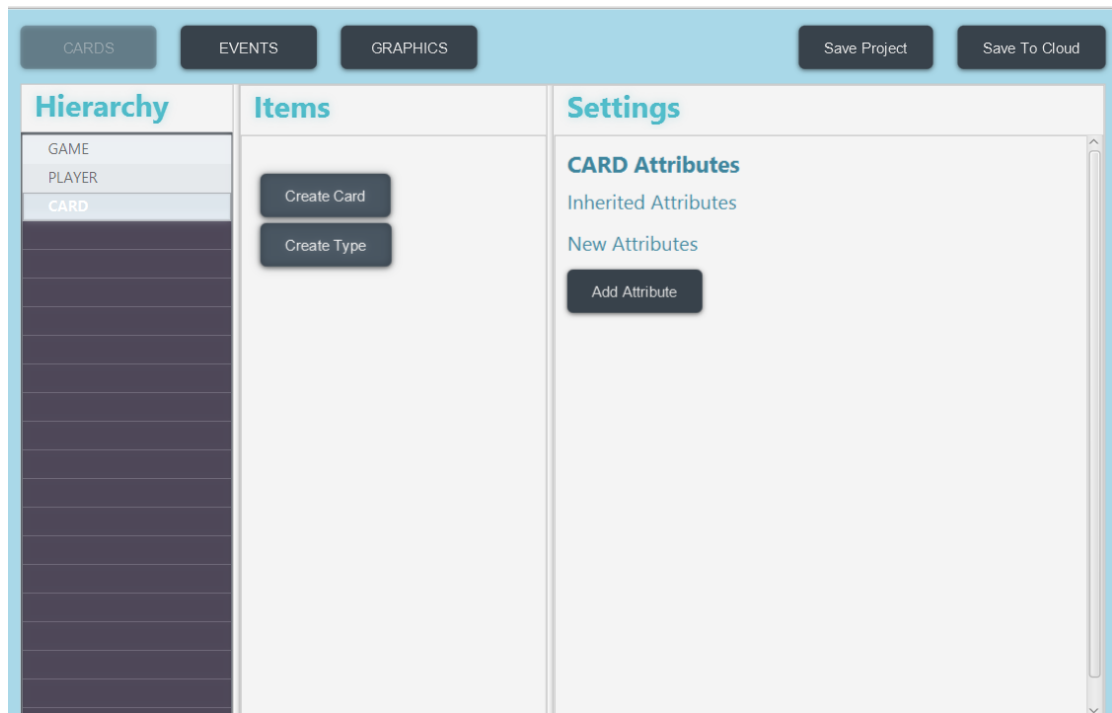 CARDS EVENTS GRAPHICS Save Project Save To Cloud
Hierarchy
GAME
PLAYER
CARD
Items
Create Card
Create Type
Settings
CARD Attributes
Inherited Attributes
New Attributes
Add Attribute